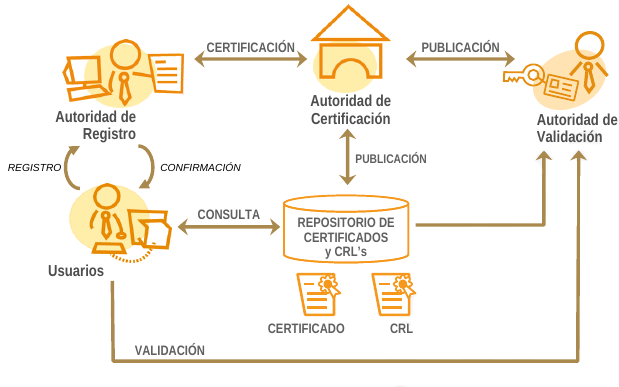 CERTIFICACIÓN
PUBLICACIÓN
Autoridad de
Registro
Autoridad de
Certificación
Autoridad de
Validación
REGISTRO
CONFIRMACIÓN
PUBLICACIÓN
CONSULTA
REPOSITORIO DE
CERTIFICADOS
y CRL's
Usuarios
CERTIFICADO
CRL
VALIDACIÓN